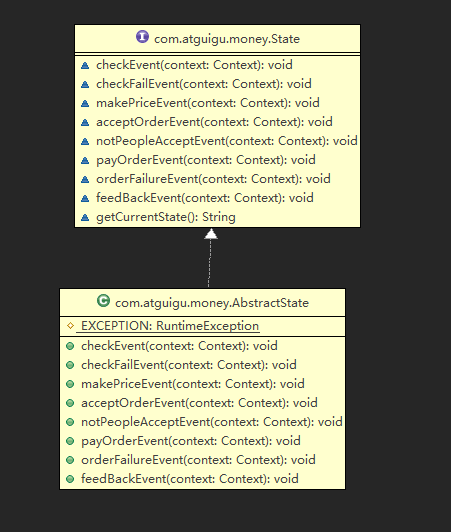 com.atguigu.money.State
checkEvent(context: Context): void
checkFailEvent(context: Context): void
makePriceEvent(context: Context): void
acceptOrderEvent(context: Context): void
notPeopleAcceptEvent(context: Context): void
payOrderEvent(context: Context): void
orderFailureEvent(context: Context): void
feedBackEvent(context: Context): void
getCurrentState(): String
com.atguigu.money.AbstractState
EXCEPTION: RuntimeException
checkEvent(context: Context): void
checkFailEvent(context: Context): void
makePriceEvent(context: Context): void
acceptOrderEvent(context: Context): void
notPeopleAcceptEvent(context: Context): void
payOrderEvent(context: Context): void
orderFailureEvent(context: Context): void
feedBackEvent(context: Context): void